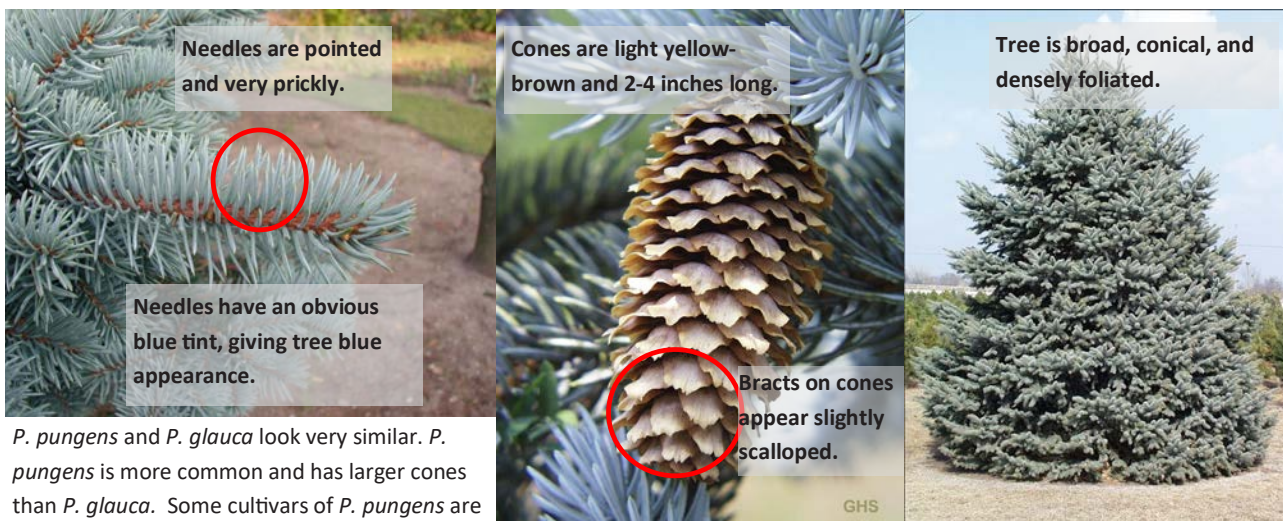 Needles are pointed
and very prickly.
Needles have an obvious
blue tint, giving tree blue
appearance.
P. pungens and P. glauca look very similar. P.
pungens is more common and has larger cones
than P. glauca. Some cultivars of P. pungens are
Cones are light yellow-
brown and 2-4 inches long.
Bracts on cones
appear slightly
scalloped.
GHS
Tree is broad, conical, and
densely foliated.